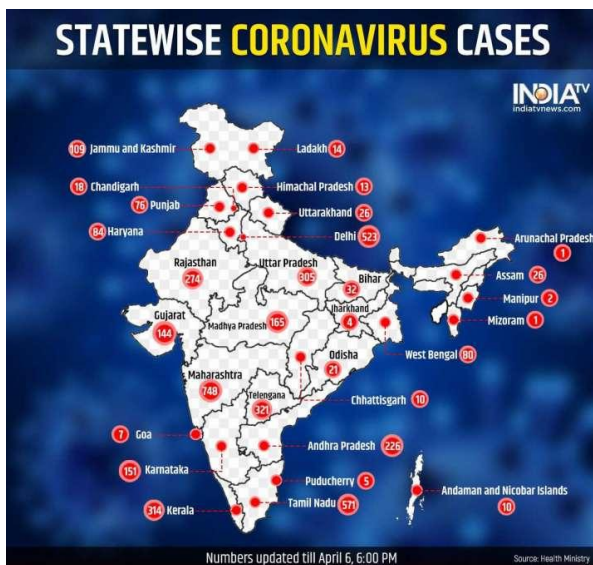 STATEWISE CORONAVIRUS CASES
INDIA TV
indiatvnews.com
109 Jammu and Kashmir
Ladakh 14
18 Chandigarh
Himachal Pradesh 13
76 Punjab
Uttarakhand 26
84 Haryana
Delhi 523
Arunachal Pradesh
1
Rajasthan
274
Uttar Pradesh
305
Bihar
32
Assam 26
Jharkhand
4
Manipur 2
Gujarat
144
Madhya Pradesh 165
Mizoram 1
West Bengal 80
Odisha
21
Maharashtra
748
Telengana
321
Chhattisgarh 10
7 Goa
Andhra Pradesh 226
151 Karnataka
Puducherry 5
Andaman and Nicobar Islands
10
314 Kerala
Tamil Nadu 571
Numbers updated till April 6, 6:00 PM
Source: Health Ministry